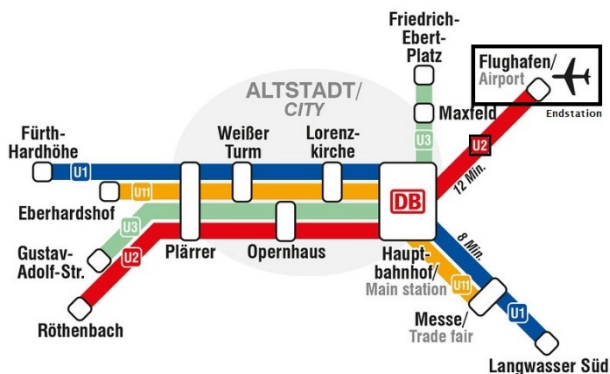 Friedrich-
Ebert-
Platz
Flughafen/
Airport
Endstation
ALTSTADT/
CITY
Maxfeld
U3
U2
12 Min.
Fürth-
Hardhöhe
Weißer
Turm
Lorenz-
kirche
U1
U11
DB
Eberhardshof
U3
U2
Gustav-
Adolf-Str.
Plärrer
Opernhaus
Haupt-
bahnhof/
Main station
8 Min.
U11
U1
Röthenbach
Messe/
Trade fair
Langwasser Süd